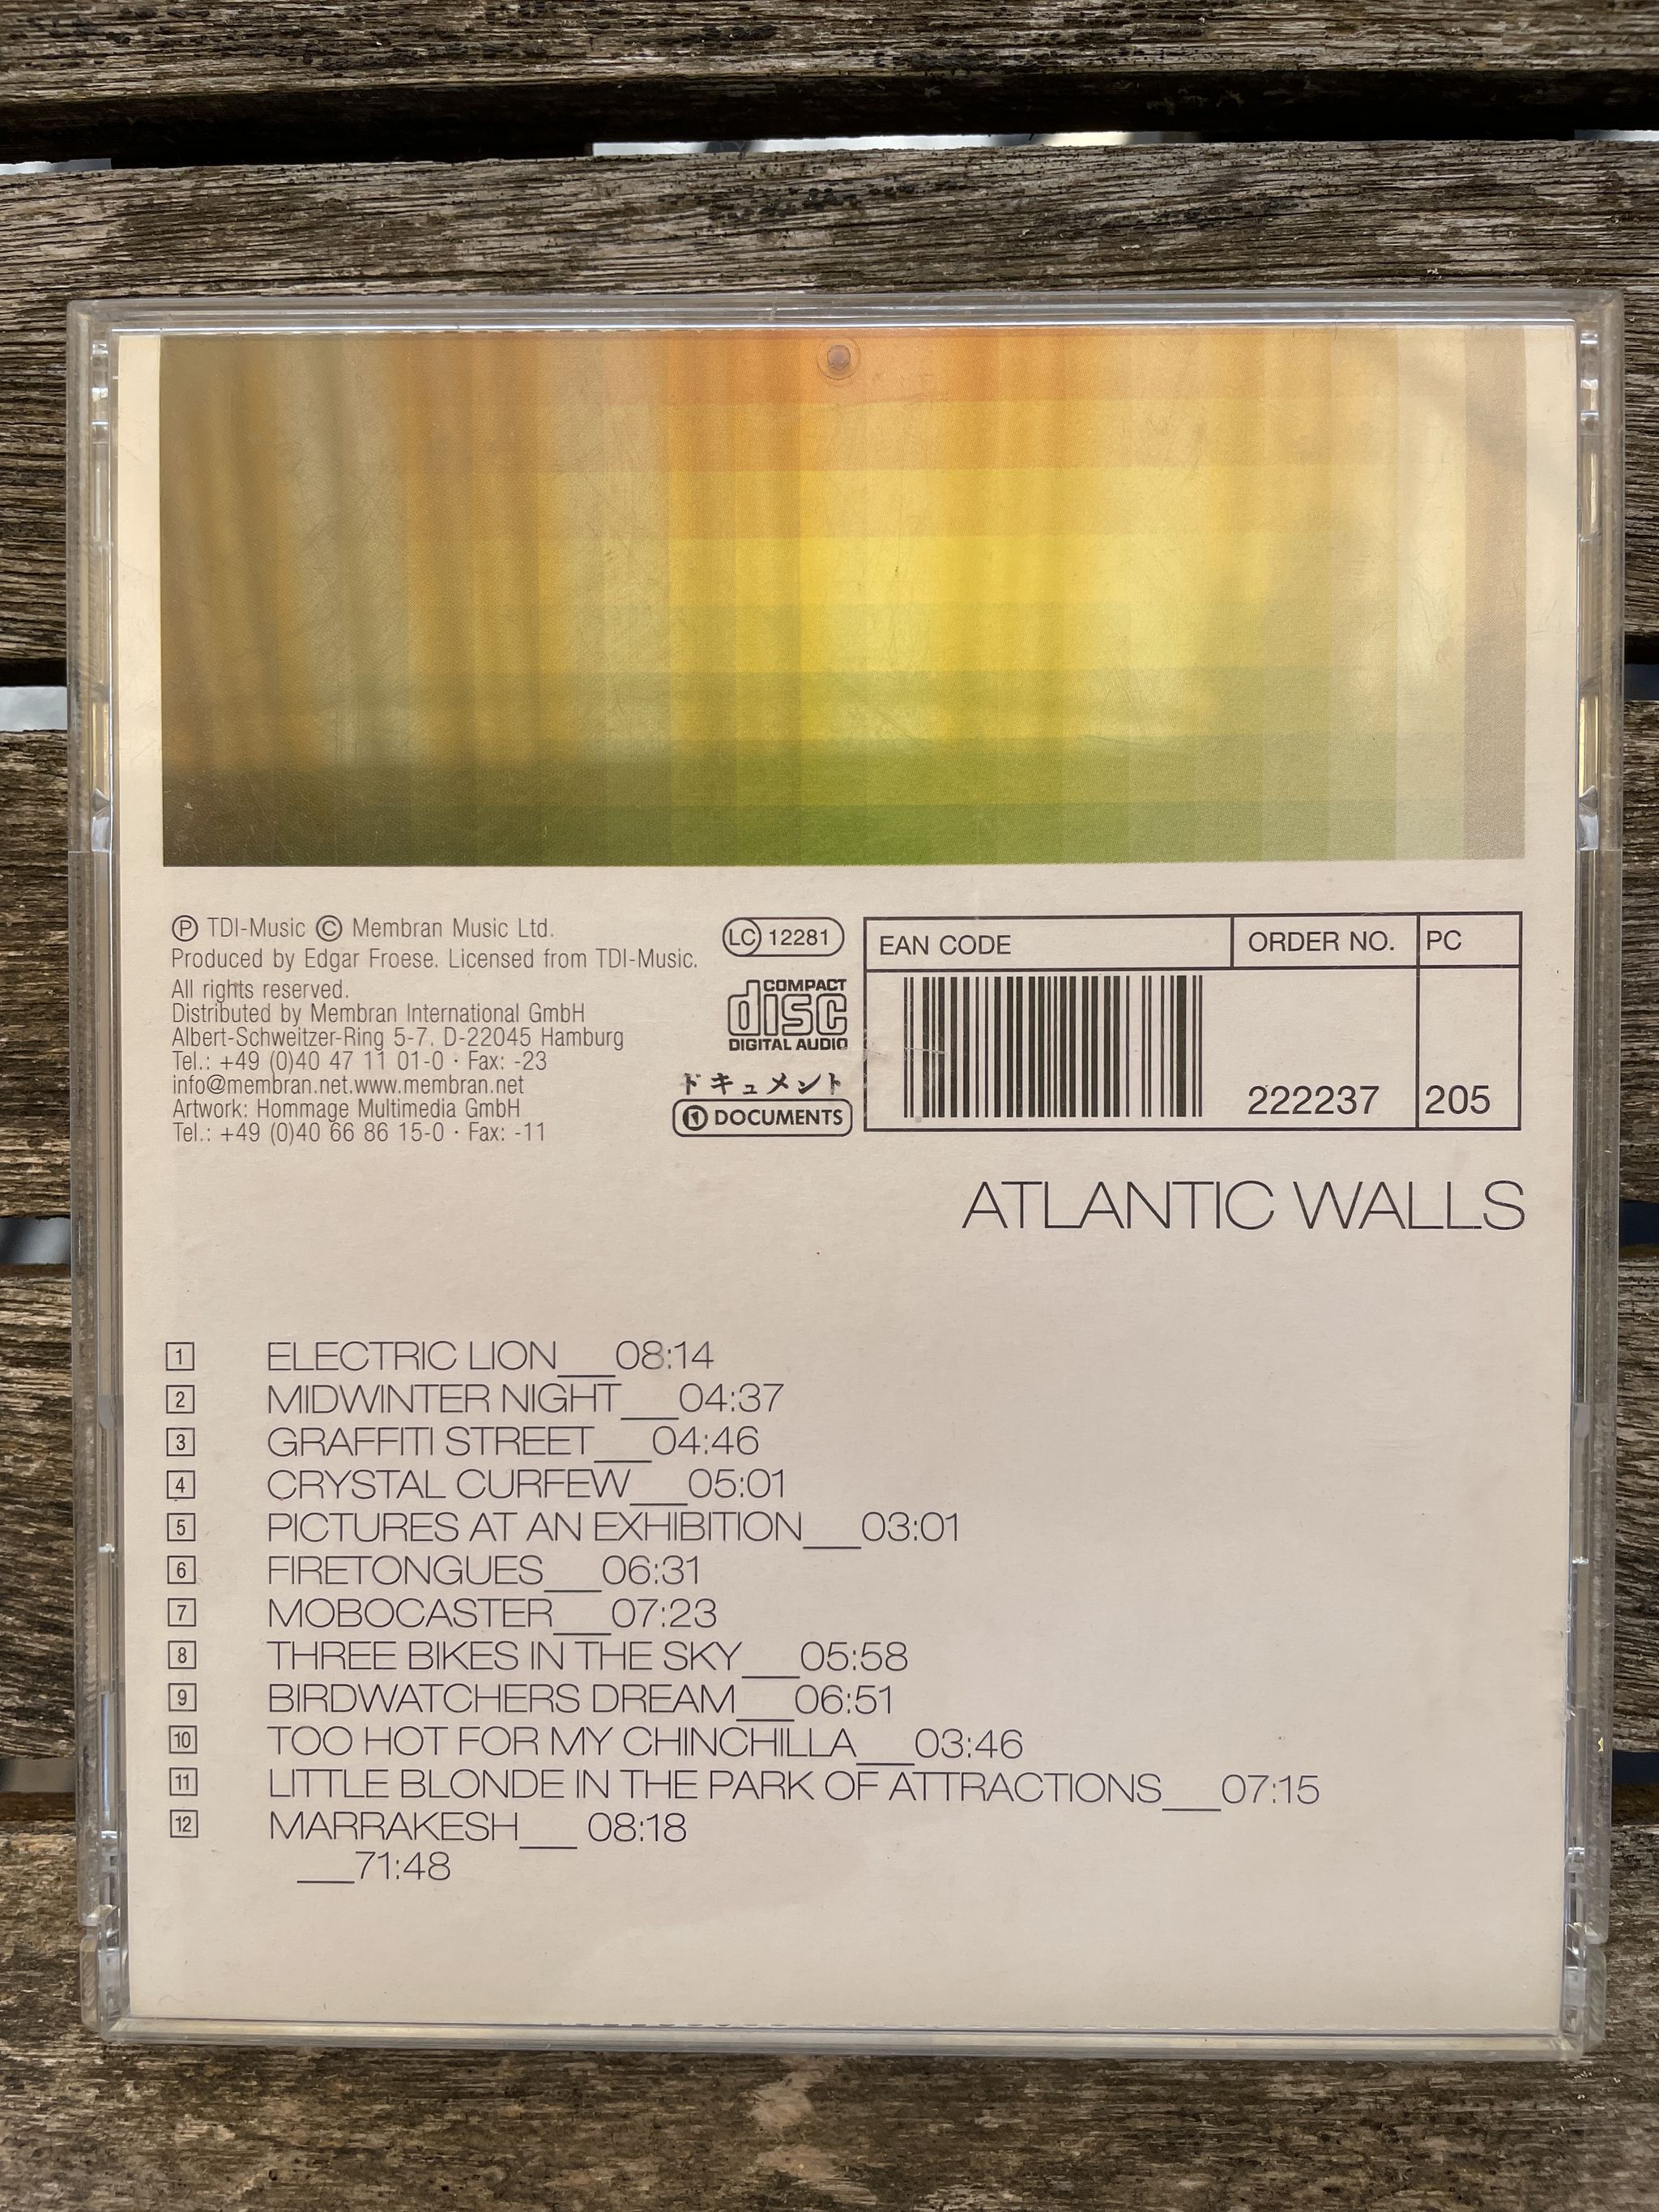 Ⓟ TDI-Music © Membran Music Ltd.
Produced by Edgar Froese. Licensed from TDI-Music.
All rights reserved.
Distributed by Membran International GmbH
Albert-Schweitzer-Ring 5-7. D-22045 Hamburg
Tel.: +49 (0)40 47 11 01-0 · Fax: -23
info@membran.net.www.membran.net
Artwork: Hommage Multimedia GmbH
Tel.: +49 (0)40 66 86 15-0 · Fax: -11
LC 12281
COMPACT
disc
DIGITAL AUDIO
ドキュメント
DOCUMENTS
EAN CODE
ORDER NO.
PC
222237
205
ATLANTIC WALLS
1 ELECTRIC LION__08:14
2 MIDWINTER NIGHT__04:37
3 GRAFFITI STREET__04:46
4 CRYSTAL CURFEW__05:01
5 PICTURES AT AN EXHIBITION__03:01
6 FIRETONGUES__06:31
7 MOBOCASTER__07:23
8 THREE BIKES IN THE SKY__05:58
9 BIRDWATCHERS DREAM__06:51
10 TOO HOT FOR MY CHINCHILLA__03:46
11 LITTLE BLONDE IN THE PARK OF ATTRACTIONS__07:15
12 MARRAKESH__ 08:18
__71:48